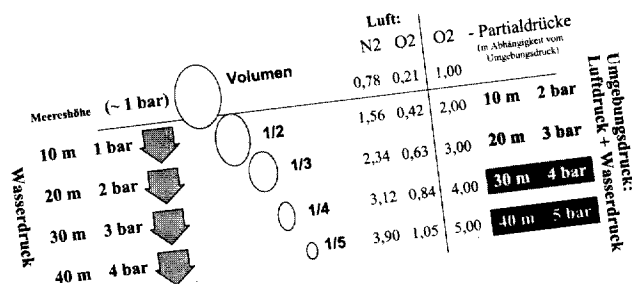 Luft:
N2 O2 O2 - Partialdrücke
(in Abhängigkeit vom
Umgebungsdruck)
Meereshöhe (~ 1 bar) Volumen 0,78 0,21 1,00
10 m 1 bar 1/2 1,56 0,42 2,00 10 m 2 bar
20 m 2 bar 1/3 2,34 0,63 3,00 20 m 3 bar
30 m 3 bar 1/4 3,12 0,84 4,00 30 m 4 bar
40 m 4 bar 1/5 3,90 1,05 5,00 40 m 5 bar
Wasserdruck
Umgebungsdruck:
Luftdruck + Wasserdruck